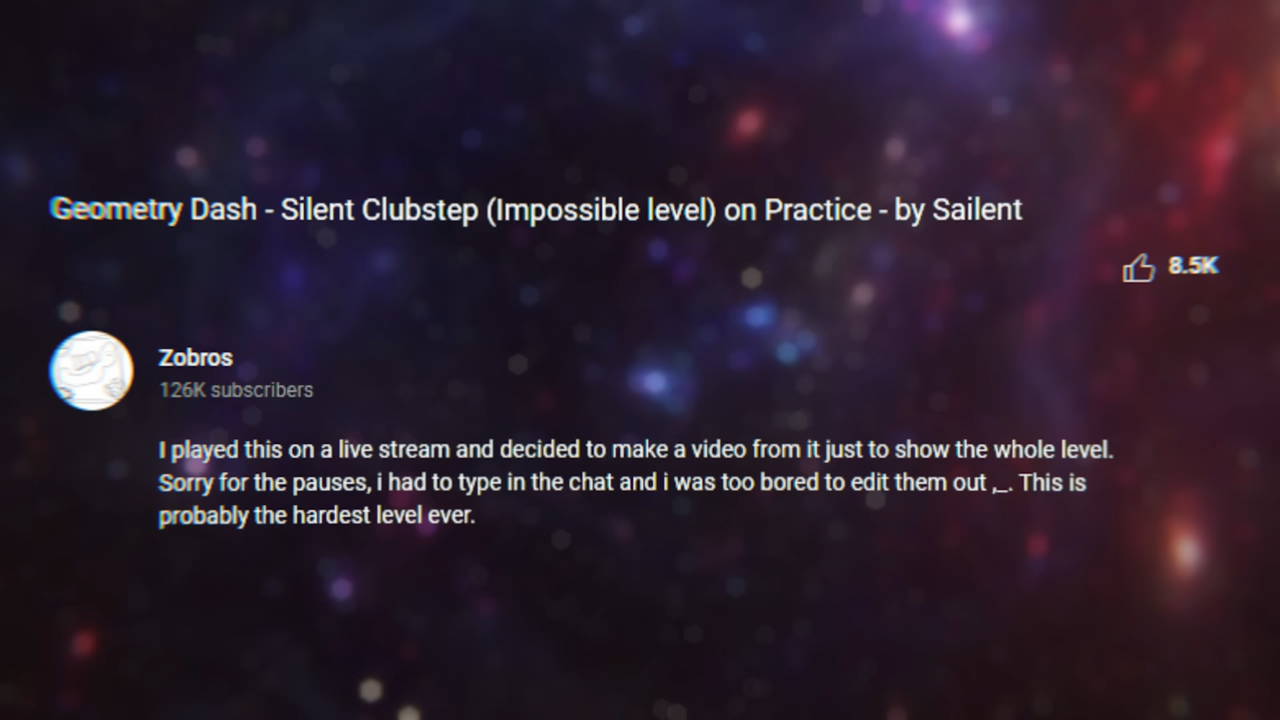 Geometry Dash - Silent Clubstep (Impossible level) on Practice - by Sailent
8.5K
Zobros
126K subscribers
I played this on a live stream and decided to make a video from it just to show the whole level.
Sorry for the pauses, i had to type in the chat and i was too bored to edit them out ,_. This is
probably the hardest level ever.